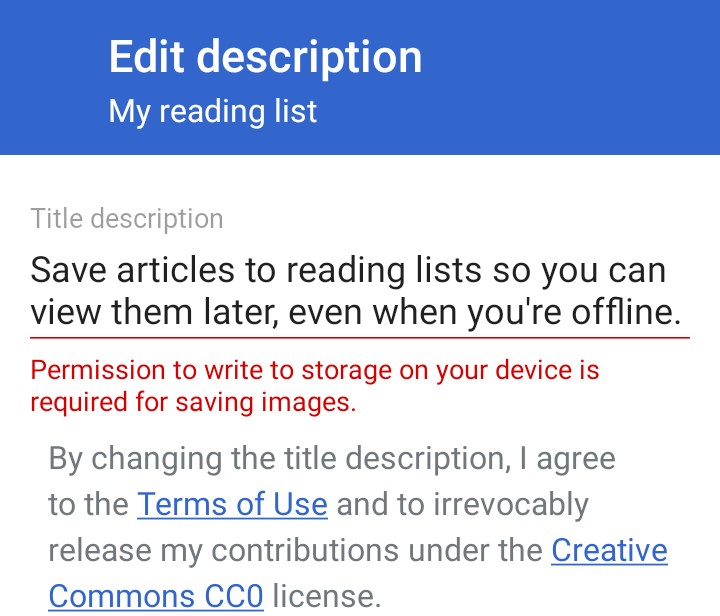 Edit description
My reading list
Title description
Save articles to reading lists so you can
view them later, even when you're offline.
Permission to write to storage on your device is
required for saving images.
By changing the title description, I agree
to the Terms of Use and to irrevocably
release my contributions under the Creative
Commons CC0 license.